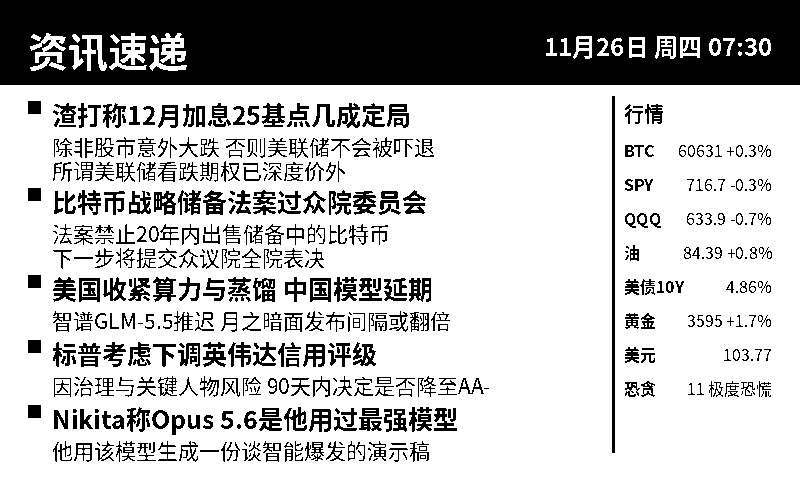 资讯速递
11月26日 周四 07:30
渣打称12月加息25基点几成定局
除非股市意外大跌 否则美联储不会被吓退
所谓美联储看跌期权已深度价外
比特币战略储备法案过众院委员会
法案禁止20年内出售储备中的比特币
下一步将提交众议院全院表决
美国收紧算力与蒸馏 中国模型延期
智谱GLM-5.5推迟 月之暗面发布间隔或翻倍
标普考虑下调英伟达信用评级
因治理与关键人物风险 90天内决定是否降至AA-
Nikita称Opus 5.6是他用过最强模型
他用该模型生成一份谈智能爆发的演示稿
行情
BTC 60631 +0.3%
SPY 716.7 -0.3%
QQQ 633.9 -0.7%
油 84.39 +0.8%
美债10Y 4.86%
黄金 3595 +1.7%
美元 103.77
恐贪 11 极度恐慌